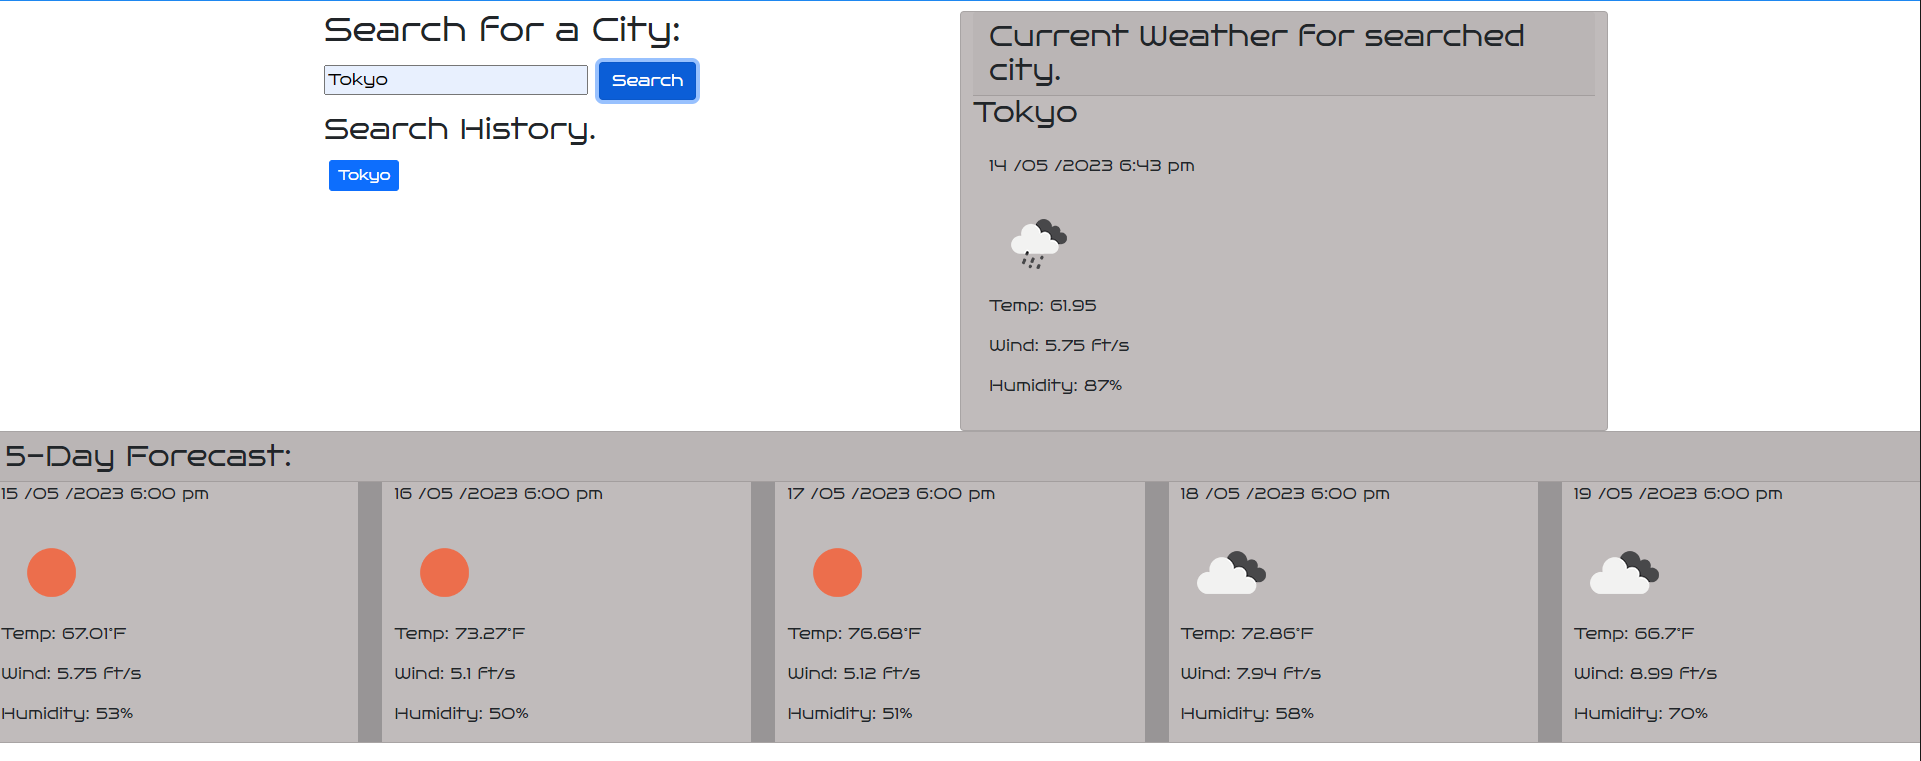 Search for a City:
Tokyo
Search
Search History.
Tokyo
Current Weather for searched
city.
Tokyo
14 /05 /2023 6:43 pm
Temp: 61.95
Wind: 5.75 ft/s
Humidity: 87%
5-Day Forecast:
15 /05 /2023 6:00 pm
Temp: 67.01°F
Wind: 5.75 ft/s
Humidity: 53%
16 /05 /2023 6:00 pm
Temp: 73.27°F
Wind: 5.1 ft/s
Humidity: 50%
17 /05 /2023 6:00 pm
Temp: 76.68°F
Wind: 5.12 ft/s
Humidity: 51%
18 /05 /2023 6:00 pm
Temp: 72.86°F
Wind: 7.94 ft/s
Humidity: 58%
19 /05 /2023 6:00 pm
Temp: 66.7°F
Wind: 8.99 ft/s
Humidity: 70%